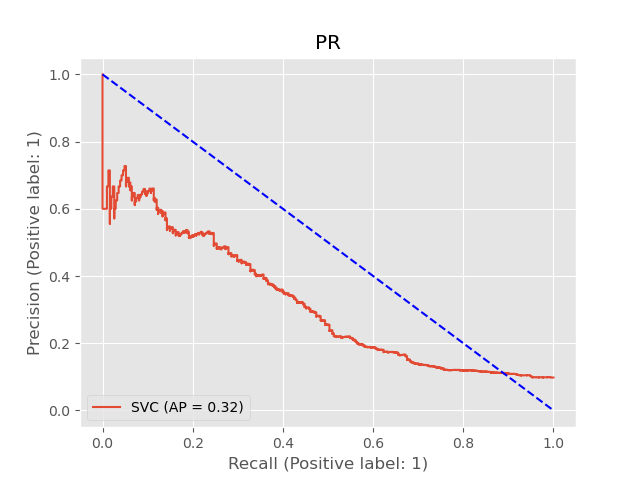 PR
1.0
0.8
0.6
0.4
0.2
0.0
Precision (Positive label: 1)
SVC (AP = 0.32)
0.0 0.2 0.4 0.6 0.8 1.0
Recall (Positive label: 1)